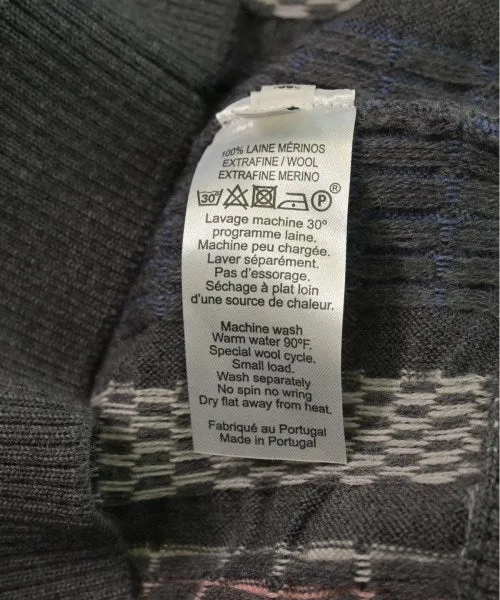 100% LAINE MÉRINOS
EXTRAFINE / WOOL
EXTRAFINE MERINO
30° P ®
Lavage machine 30°
programme laine.
Machine peu chargée.
Laver séparément.
Pas d'essorage.
Séchage à plat loin
d'une source de chaleur.
Machine wash
Warm water 90ºF.
Special wool cycle.
Small load.
Wash separately
No spin no wring
Dry flat away from heat.
Fabriqué au Portugal
Made in Portugal